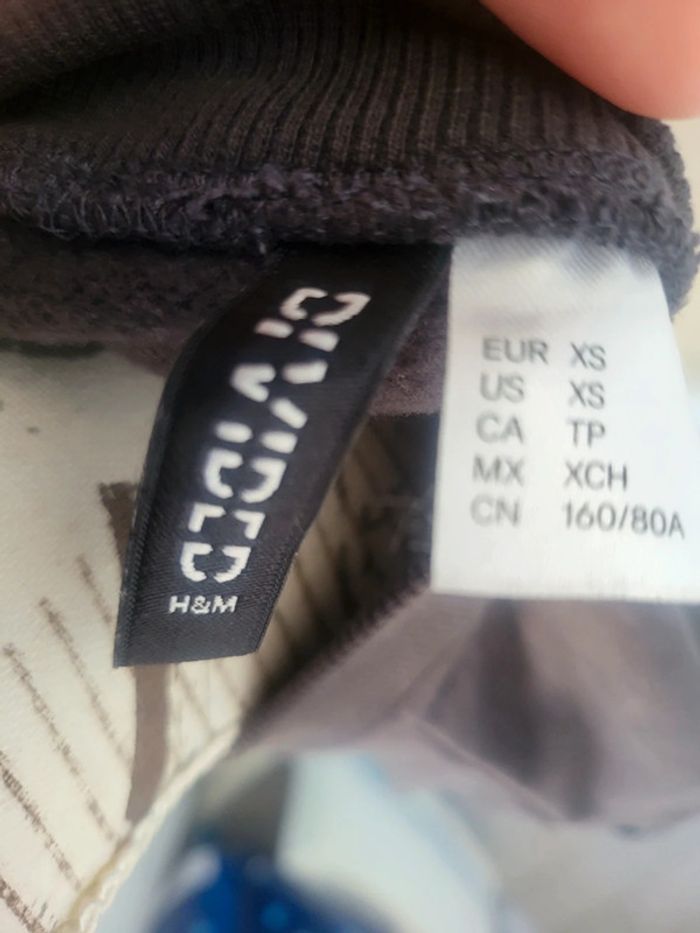 DIVIDED
H&M
EUR XS
US XS
CA TP
MX XCH
CN 160/80A